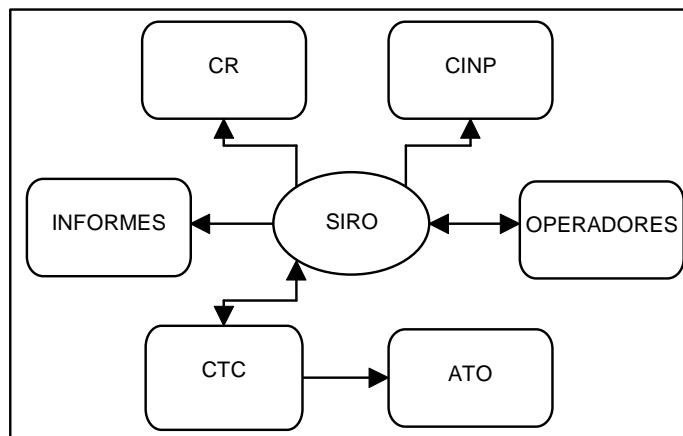 CR
CINP
INFORMES
SIRO
OPERADORES
CTC
ATO